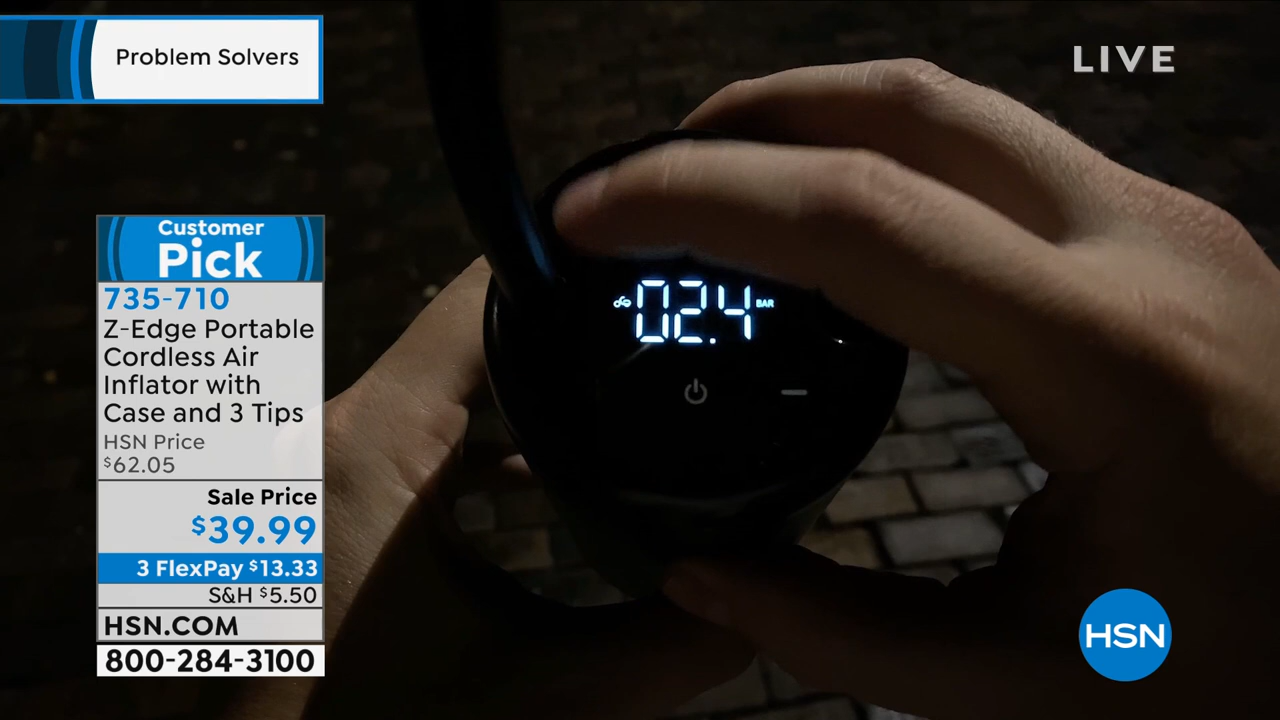 Problem Solvers
LIVE
Customer
Pick
735-710
Z-Edge Portable
Cordless Air
Inflator with
Case and 3 Tips
HSN Price
$62.05
Sale Price
$39.99
3 FlexPay $13.33
S&H $5.50
HSN.COM
800-284-3100
02.4 BAR
HSN